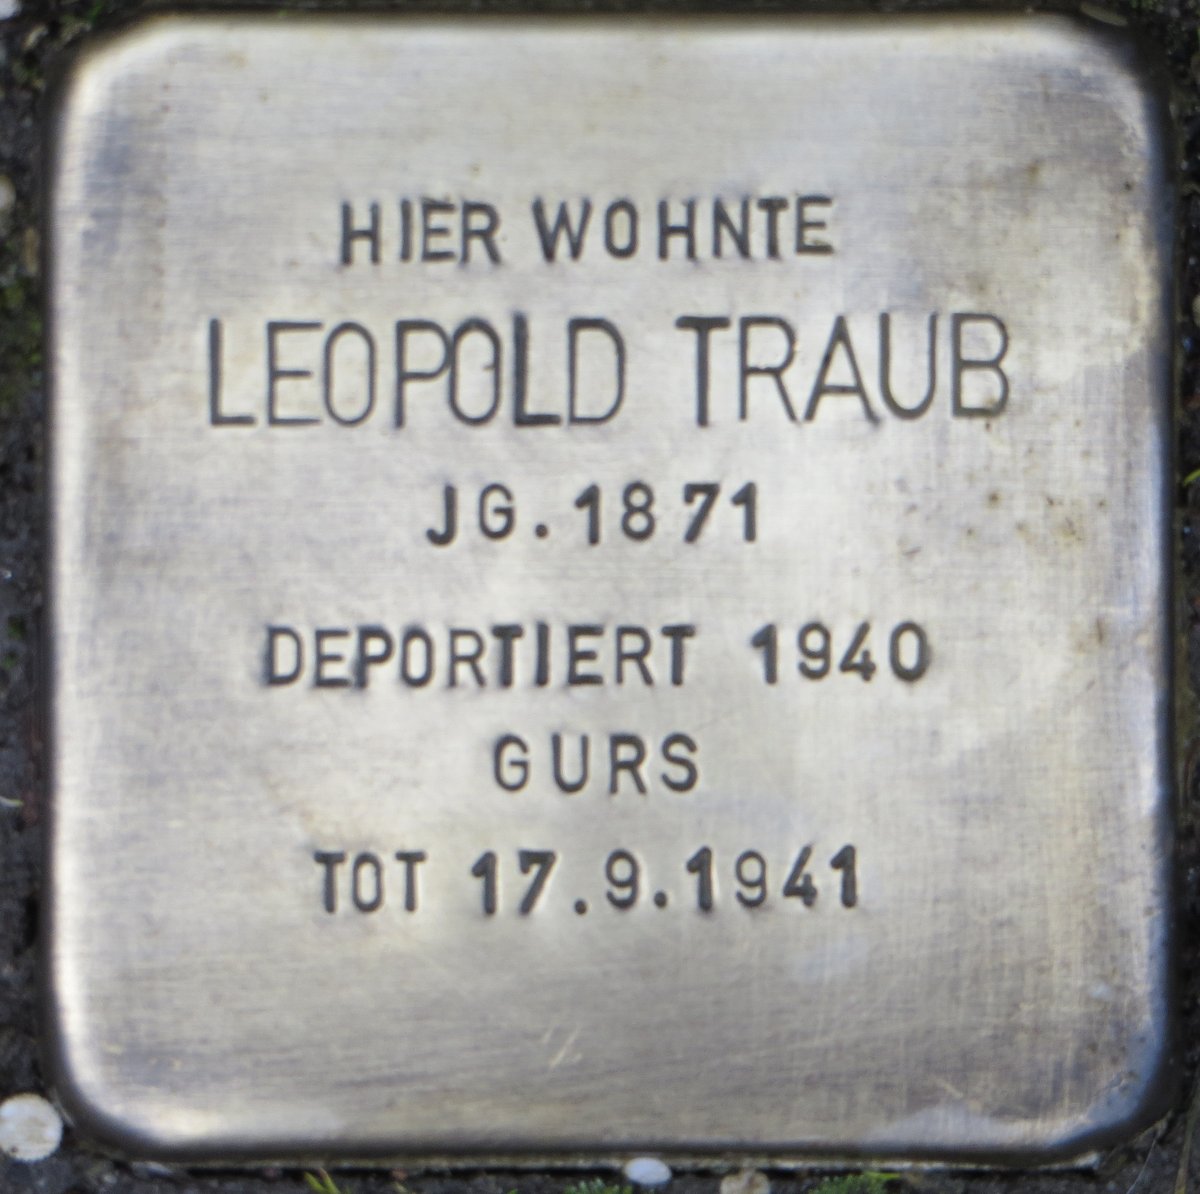 HIER WOHNTE
LEOPOLD TRAUB
JG. 1871
DEPORTIERT 1940
GURS
TOT 17.9.1941